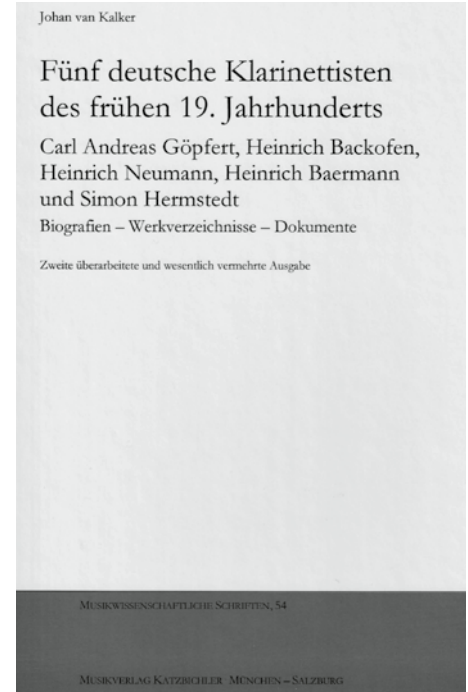 Johan van Kalker
Fünf deutsche Klarinettisten
des frühen 19. Jahrhunderts
Carl Andreas Göpfert, Heinrich Backofen,
Heinrich Neumann, Heinrich Baermann
und Simon Hermstedt
Biografien – Werkverzeichnisse – Dokumente
Zweite überarbeitete und wesentlich vermehrte Ausgabe
MUSIKWISSENSCHAFTLICHE SCHRIFTEN, 54
MUSIKVERLAG KATZBICHLER MÜNCHEN – SALZBURG